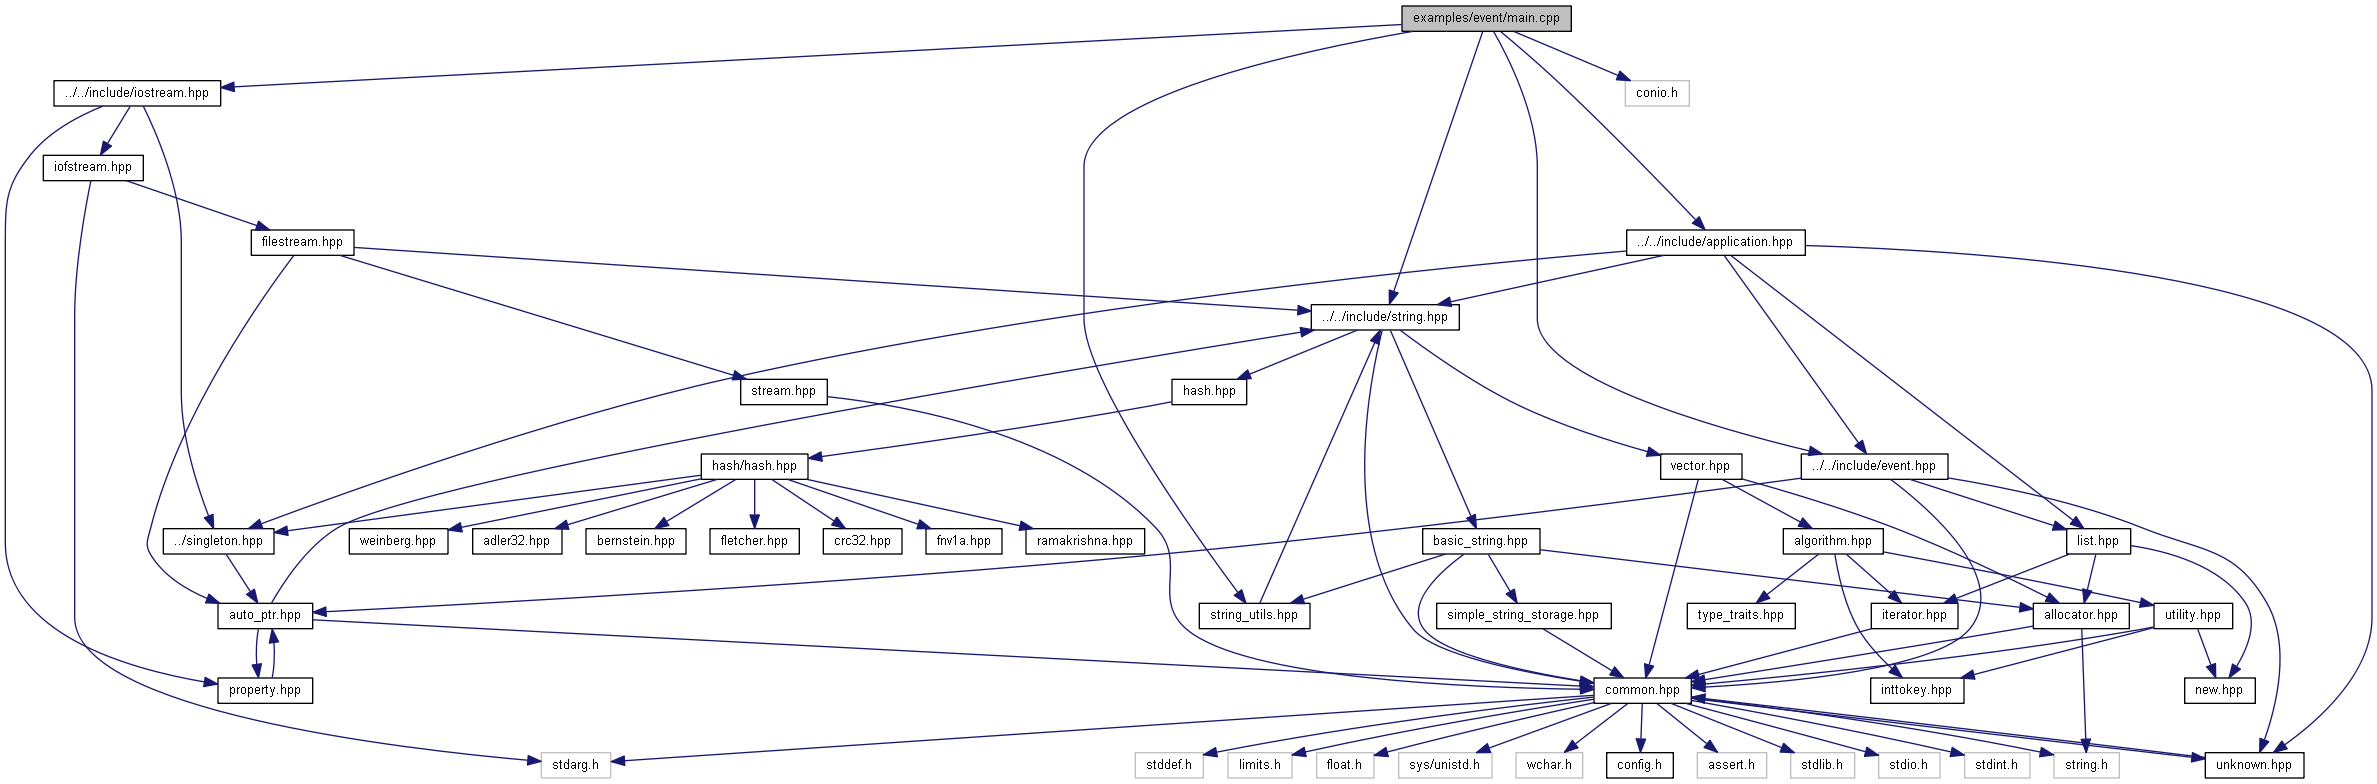 examples/event/main.cpp
../../include/iostream.hpp
conio.h
iofstream.hpp
filestream.hpp
../../include/application.hpp
../../include/string.hpp
stream.hpp
hash.hpp
hash/hash.hpp
vector.hpp
../../include/event.hpp
../singleton.hpp
weinberg.hpp
adler32.hpp
bernstein.hpp
fletcher.hpp
crc32.hpp
fnv1a.hpp
ramakrishna.hpp
basic_string.hpp
algorithm.hpp
list.hpp
auto_ptr.hpp
string_utils.hpp
simple_string_storage.hpp
type_traits.hpp
iterator.hpp
allocator.hpp
utility.hpp
property.hpp
common.hpp
inttokey.hpp
new.hpp
stdarg.h
stddef.h
limits.h
float.h
sys/unistd.h
wchar.h
config.h
assert.h
stdlib.h
stdio.h
stdint.h
string.h
unknown.hpp